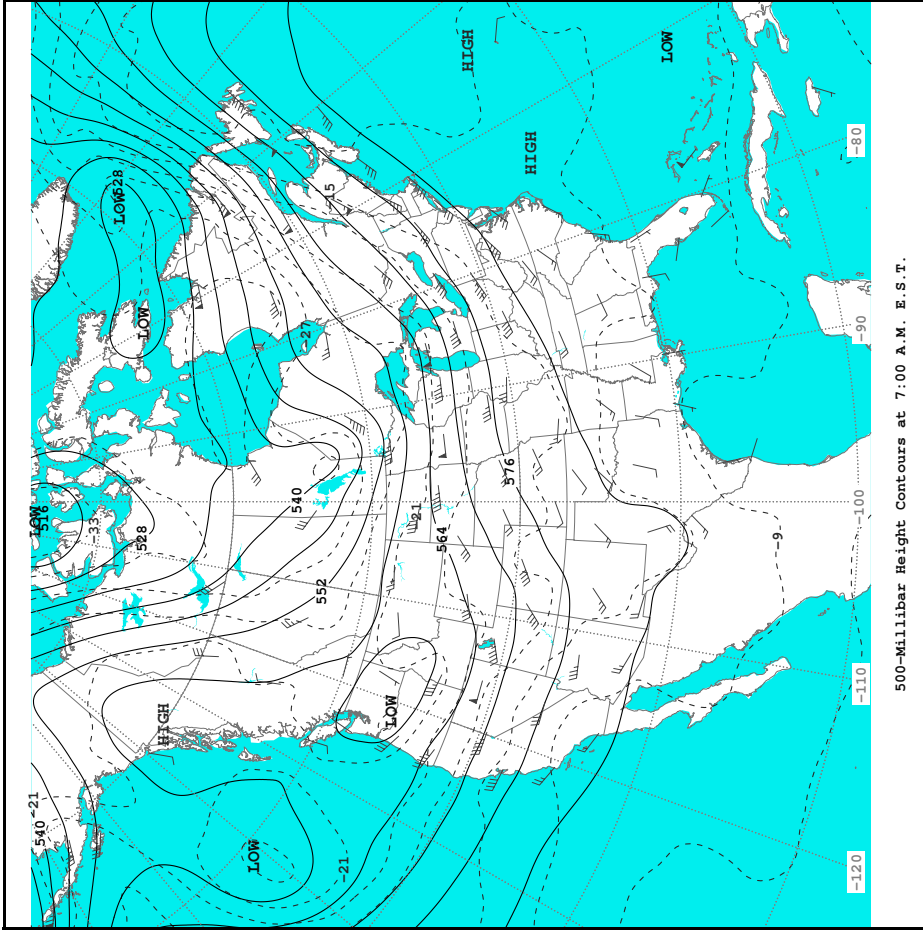 HIGH
LOW
HIGH
-80
528
LOW
15
LOW
-27
-90
576
540
LOW
516
-33
528
21
564
-100
-9
552
LOW
HIGH
-110
-21
540
LOW
-21
-120
500-Millibar Height Contours at 7:00 A.M. E.S.T.